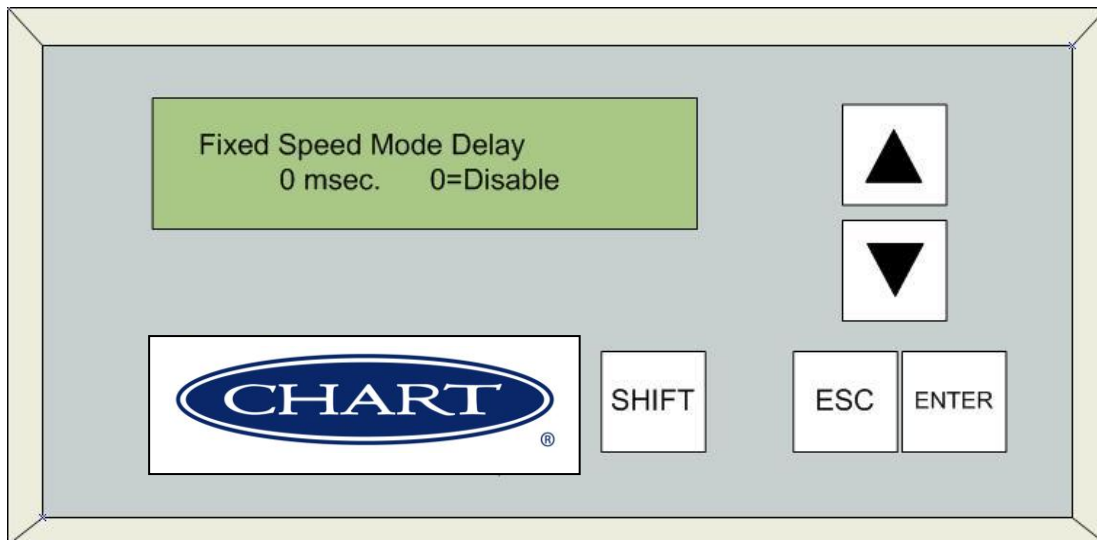 Fixed Speed Mode Delay
0 msec. 0=Disable
CHART
®
SHIFT
ESC
ENTER